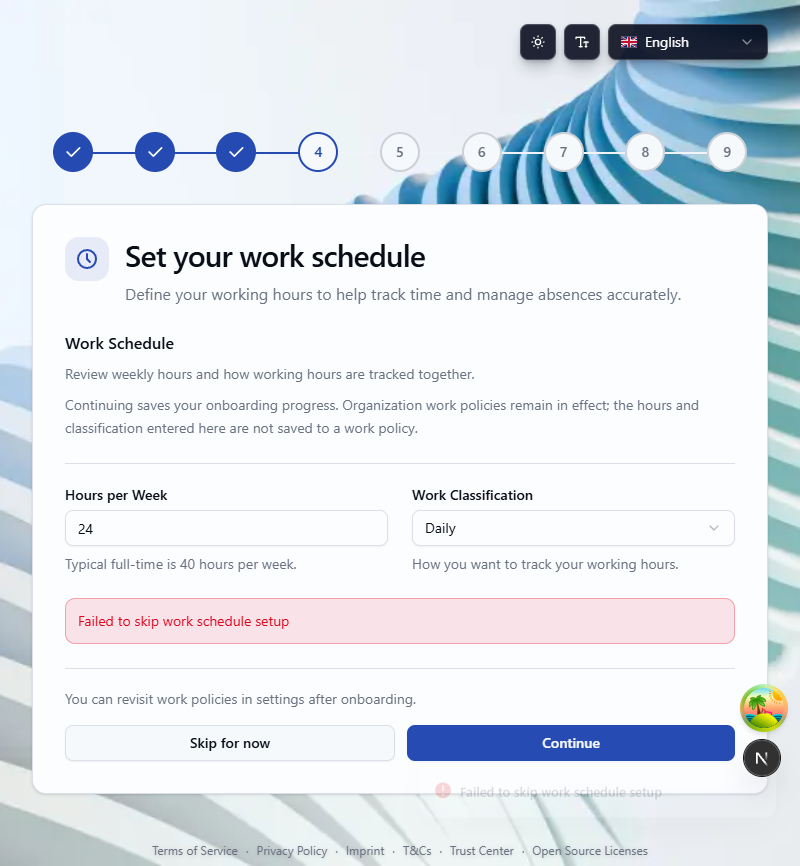 English
4
5
6
7
8
9
Set your work schedule
Define your working hours to help track time and manage absences accurately.
Work Schedule
Review weekly hours and how working hours are tracked together.
Continuing saves your onboarding progress. Organization work policies remain in effect; the hours and
classification entered here are not saved to a work policy.
Hours per Week
Work Classification
24
Daily
Typical full-time is 40 hours per week.
How you want to track your working hours.
Failed to skip work schedule setup
You can revisit work policies in settings after onboarding.
Skip for now
Continue
N
Failed to skip work schedule setup
Terms of Service · Privacy Policy · Imprint · T&Cs · Trust Center · Open Source Licenses